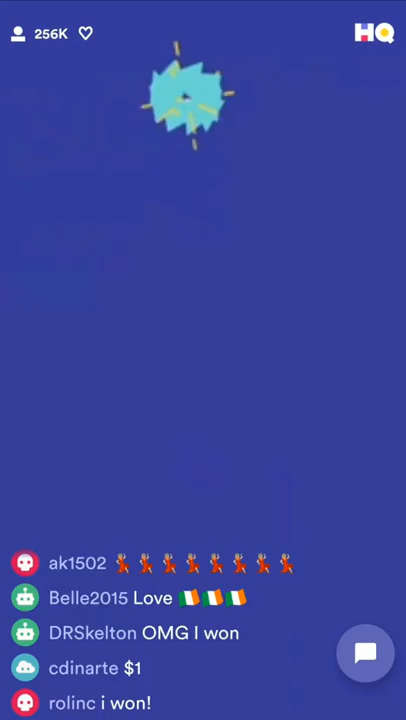 256K
HQ
ak1502 💃🏽💃🏽💃🏽💃🏽💃🏽💃🏽💃🏽💃🏽
Belle2015 Love 🇮🇪🇮🇪🇮🇪
DRSkelton OMG I won
cdinarte $1
rolinc i won!